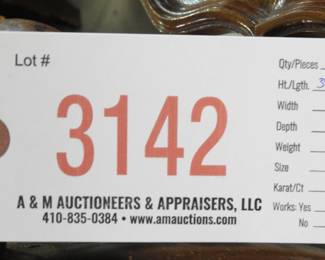 Lot #
3142
A & M AUCTIONEERS & APPRAISERS, LLC
410-835-0384 • www.amauctions.com
Qty/Pieces
Ht./Lgth.
Width
Depth
Weight
Size
Karat/Ct
Works: Yes
No